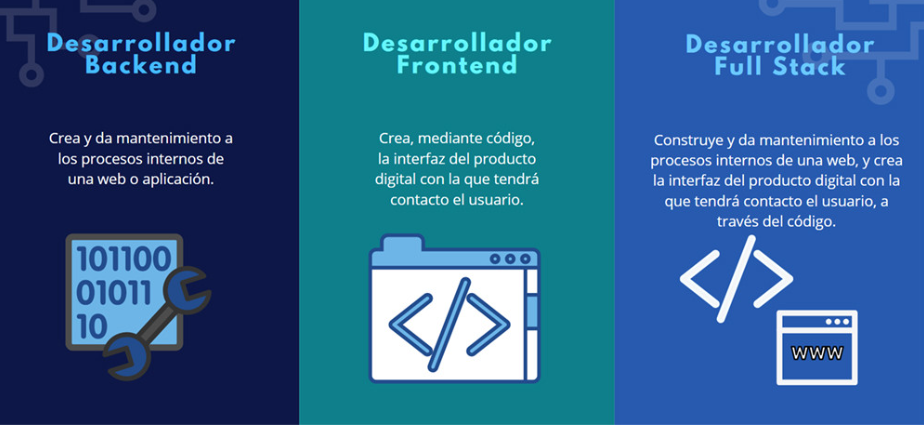 Desarrollador
Backend
Crea y da mantenimiento a
los procesos internos de
una web o aplicación.
101100
01011
10
Desarrollador
Frontend
Crea, mediante código,
la interfaz del producto
digital con la que tendrá
contacto el usuario.
</>
Desarrollador
Full Stack
Construye y da mantenimiento a los
procesos internos de una web, y crea
la interfaz del producto digital con la
que tendrá contacto el usuario, a
través del código.
</>
WWW